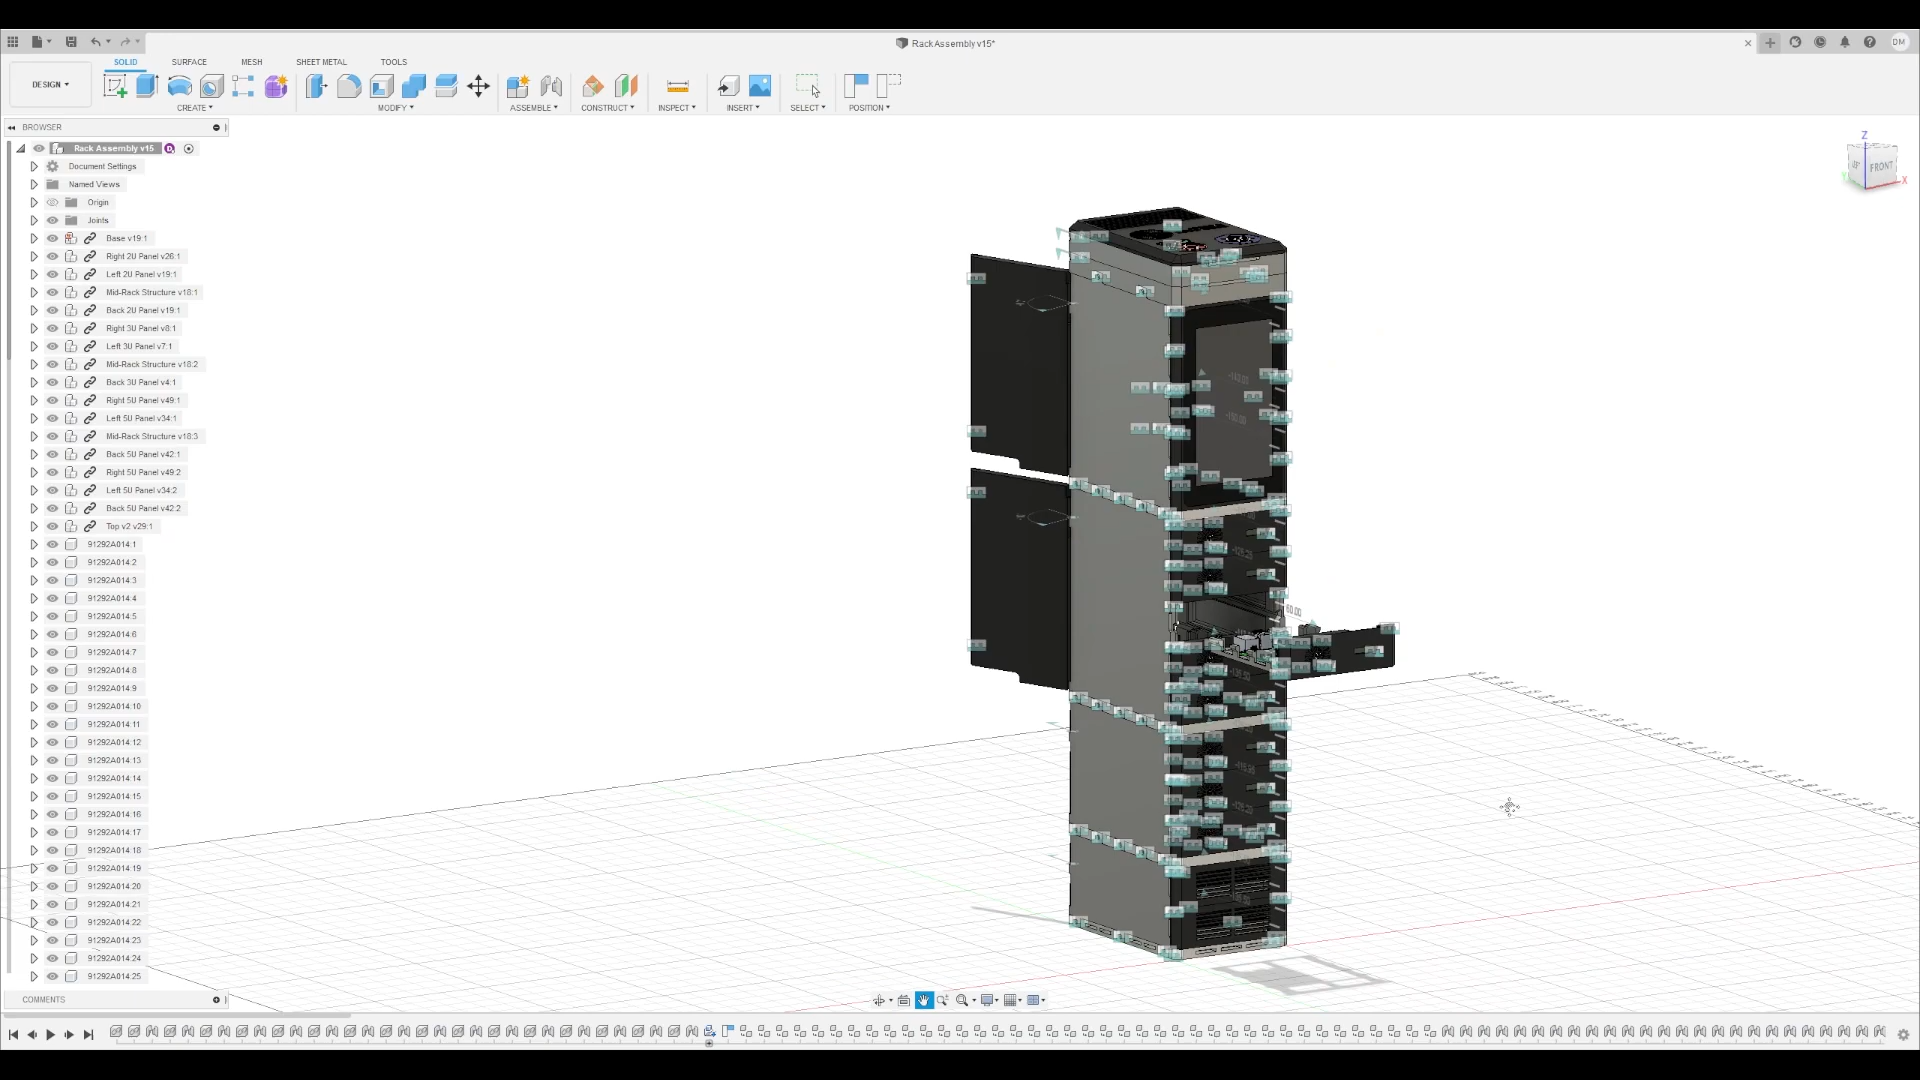 Rack Assembly v15*
DM
DESIGN
SOLID
SURFACE
MESH
SHEET METAL
TOOLS
CREATE
MODIFY
ASSEMBLE
CONSTRUCT
INSPECT
INSERT
SELECT
POSITION
BROWSER
Rack Assembly v15
Document Settings
Named Views
Origin
Joints
Base v19:1
Right 2U Panel v26:1
Left 2U Panel v19:1
Mid-Rack Structure v18:1
Back 2U Panel v19:1
Right 3U Panel v8:1
Left 3U Panel v7:1
Mid-Rack Structure v18:2
Back 3U Panel v4:1
Right 5U Panel v49:1
Left 5U Panel v34:1
Mid-Rack Structure v18:3
Back 5U Panel v42:1
Right 5U Panel v49:2
Left 5U Panel v34:2
Back 5U Panel v42:2
Top v2 v29:1
91292A014:1
91292A014:2
91292A014:3
91292A014:4
91292A014:5
91292A014:6
91292A014:7
91292A014:8
91292A014:9
91292A014:10
91292A014:11
91292A014:12
91292A014:13
91292A014:14
91292A014:15
91292A014:16
91292A014:17
91292A014:18
91292A014:19
91292A014:20
91292A014:21
91292A014:22
91292A014:23
91292A014:24
91292A014:25
COMMENTS
Z
FRONT
X
60.00